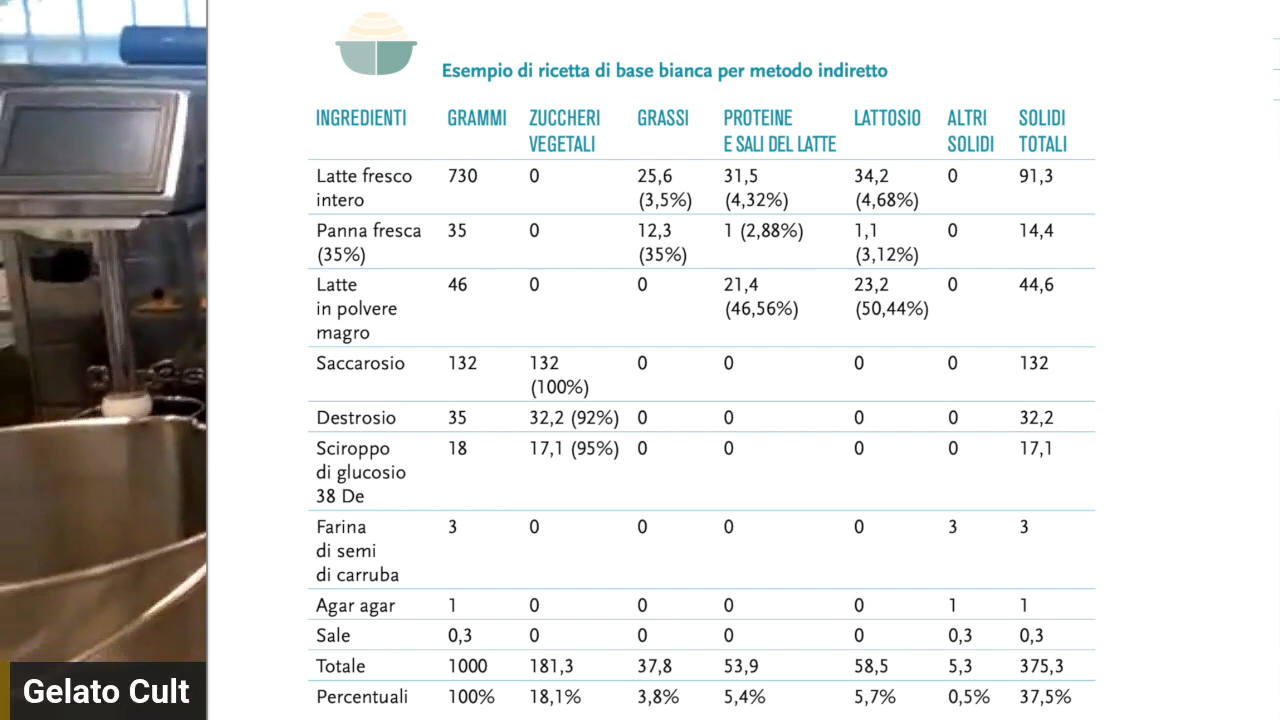 Esempio di ricetta di base bianca per metodo indiretto
INGREDIENTI GRAMMI ZUCCHERI VEGETALI GRASSI PROTEINE E SALI DEL LATTE LATTOSIO ALTRI SOLIDI SOLIDI TOTALI
Latte fresco intero 730 0 25,6 (3,5%) 31,5 (4,32%) 34,2 (4,68%) 0 91,3
Panna fresca (35%) 35 0 12,3 (35%) 1 (2,88%) 1,1 (3,12%) 0 14,4
Latte in polvere magro 46 0 0 21,4 (46,56%) 23,2 (50,44%) 0 44,6
Saccarosio 132 132 (100%) 0 0 0 0 132
Destrosio 35 32,2 (92%) 0 0 0 0 32,2
Sciroppo di glucosio 38 De 18 17,1 (95%) 0 0 0 0 17,1
Farina di semi di carruba 3 0 0 0 0 3 3
Agar agar 1 0 0 0 0 1 1
Sale 0,3 0 0 0 0 0,3 0,3
Totale 1000 181,3 37,8 53,9 58,5 5,3 375,3
Percentuali 100% 18,1% 3,8% 5,4% 5,7% 0,5% 37,5%
Gelato Cult